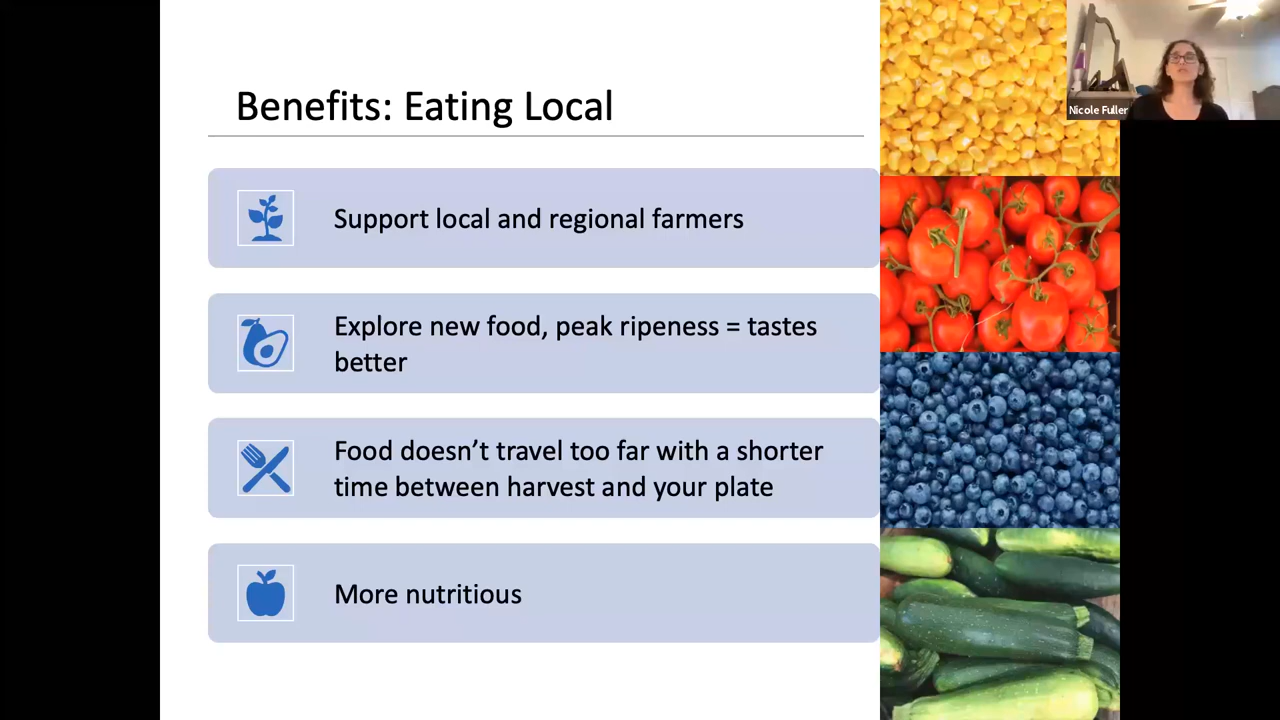 Benefits: Eating Local
Nicole Fuller
Support local and regional farmers
Explore new food, peak ripeness = tastes
better
Food doesn’t travel too far with a shorter
time between harvest and your plate
More nutritious